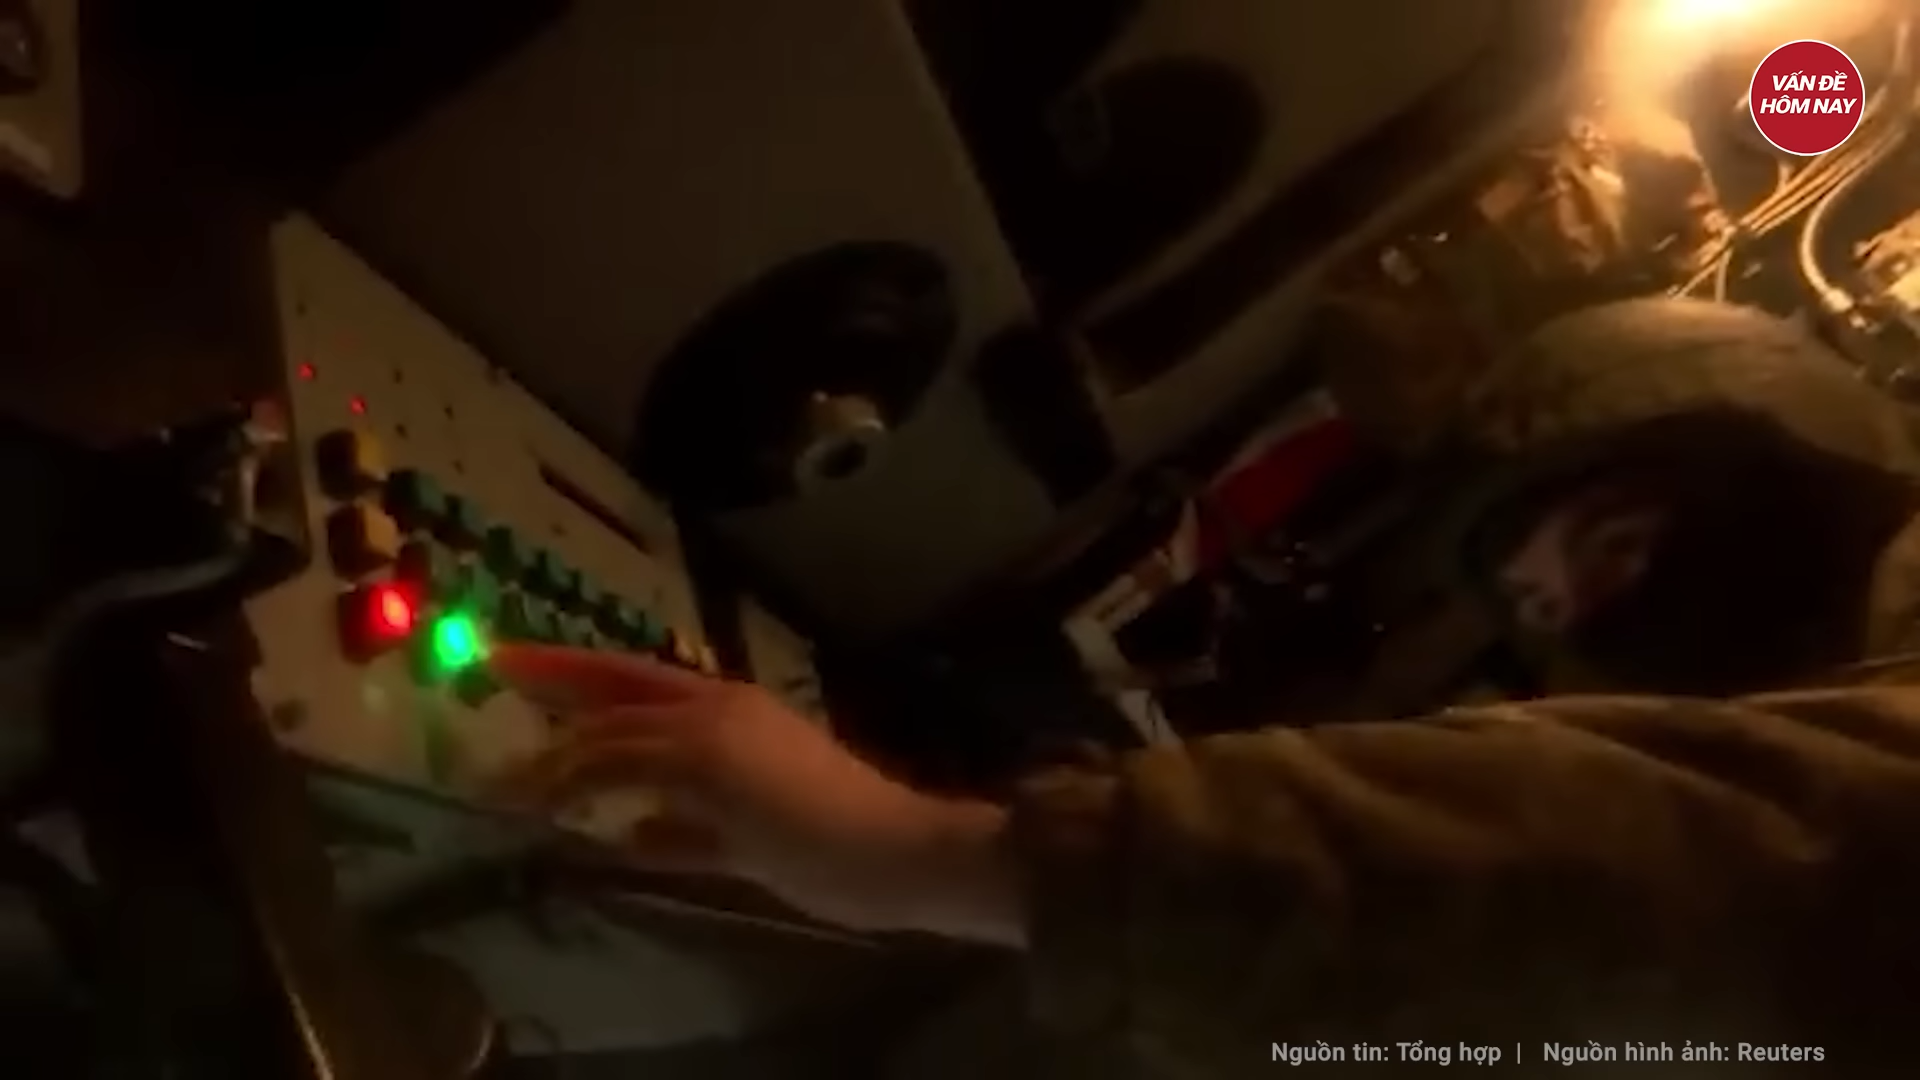 VẤN ĐỀ
HÔM NAY
Nguồn tin: Tổng hợp | Nguồn hình ảnh: Reuters